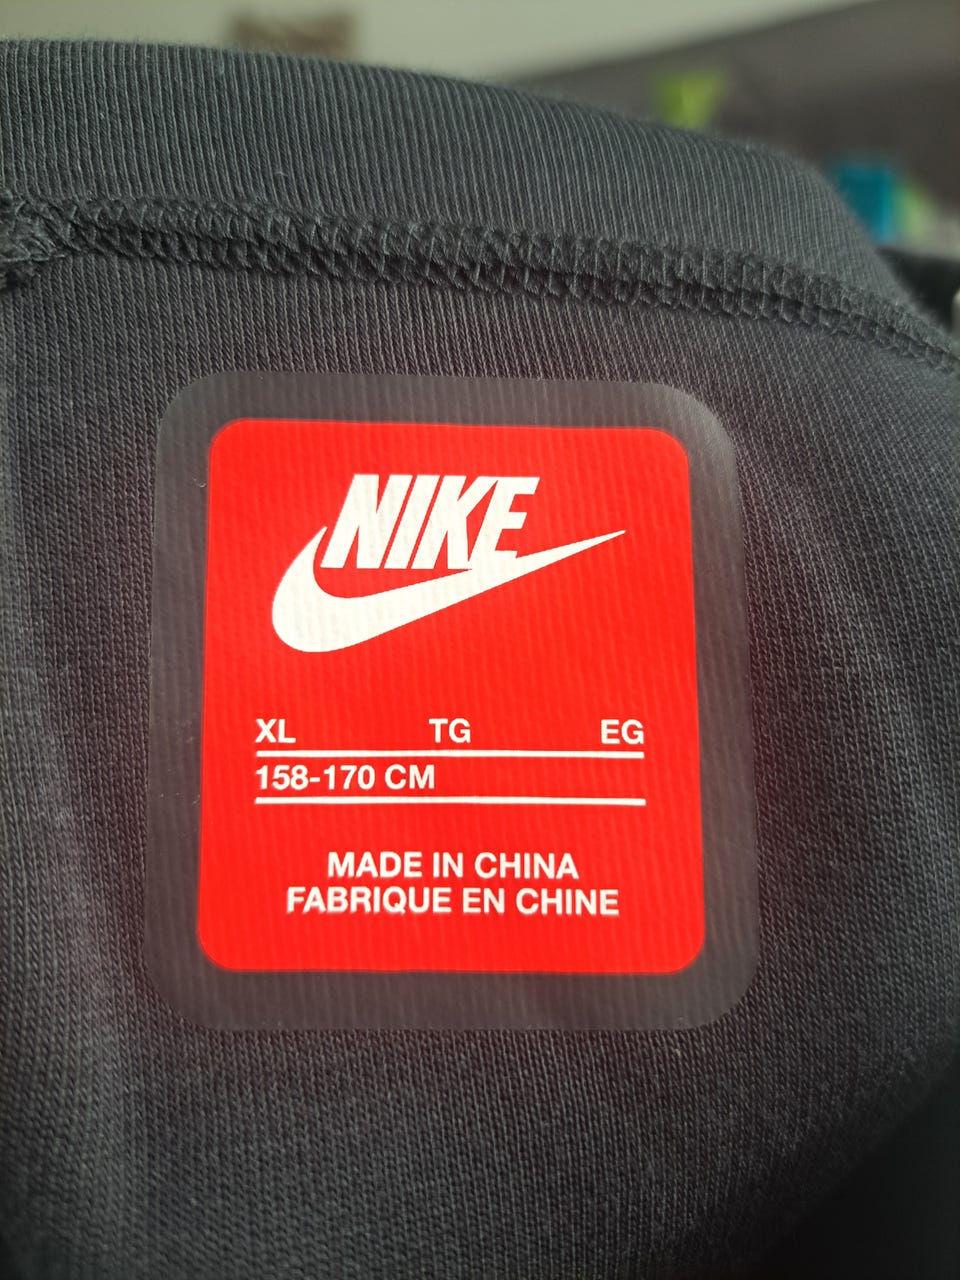 NIKE
XL TG EG
158-170 CM
MADE IN CHINA
FABRIQUE EN CHINE